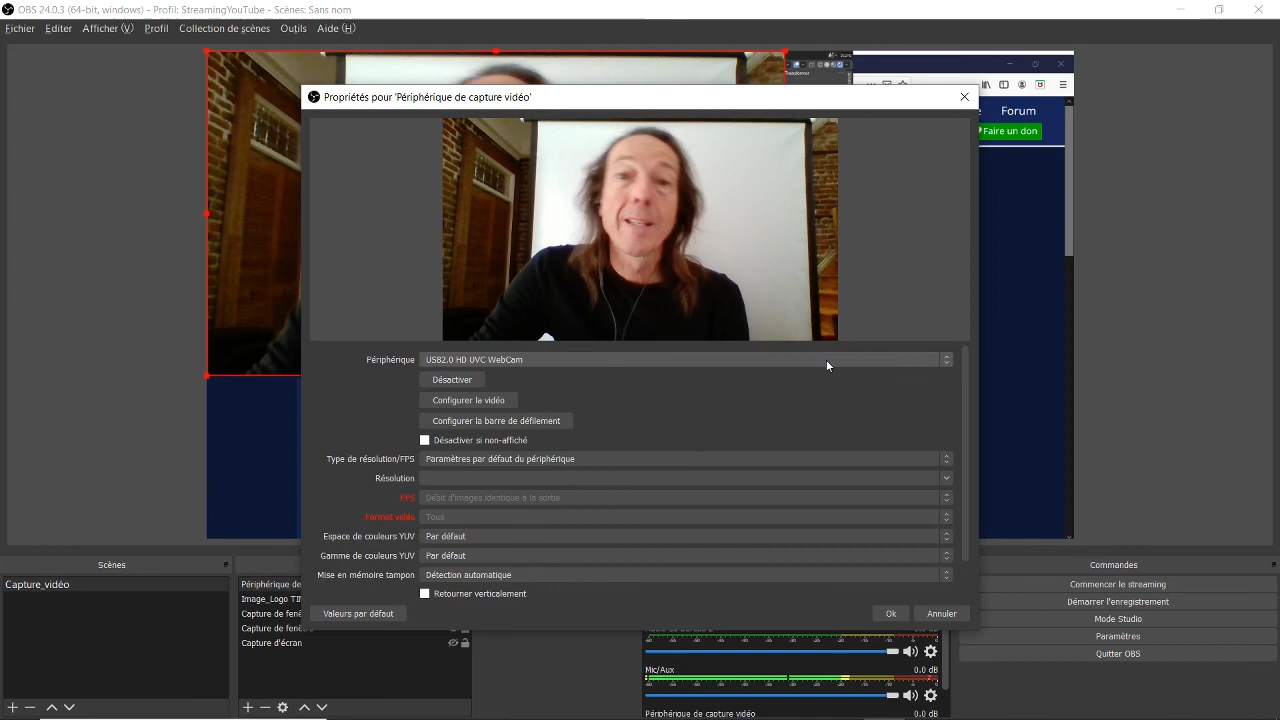 OBS 24.0.3 (64-bit, windows) - Profil: StreamingYouTube - Scènes: Sans nom
Fichier Editer Afficher (V) Profil Collection de scènes Outils Aide (H)
Transformer
Propriétés pour 'Périphérique de capture vidéo'
Forum
Faire un don
Périphérique USB2.0 HD UVC WebCam
Désactiver
Configurer la vidéo
Configurer la barre de défilement
Désactiver si non-affiché
Type de résolution/FPS Paramètres par défaut du périphérique
Résolution
FPS Débit d'images identique à la sortie
Format vidéo Tous
Espace de couleurs YUV Par défaut
Gamme de couleurs YUV Par défaut
Mise en mémoire tampon Détection automatique
Retourner verticalement
Valeurs par défaut Ok Annuler
Scènes
Capture_vidéo
Périphérique de
Image_Logo
Capture de
Capture de
Capture d'écran
0.0 dB
Mic/Aux 0.0 dB
Périphérique de capture vidéo 0.0 dB
Commandes
Commencer le streaming
Démarrer l'enregistrement
Mode Studio
Paramètres
Quitter OBS